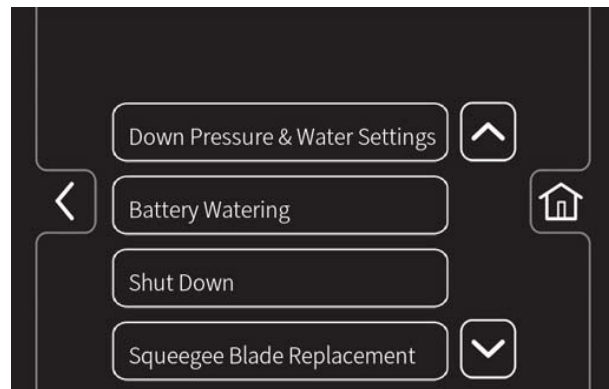 Down Pressure & Water Settings
Battery Watering
Shut Down
Squeegee Blade Replacement